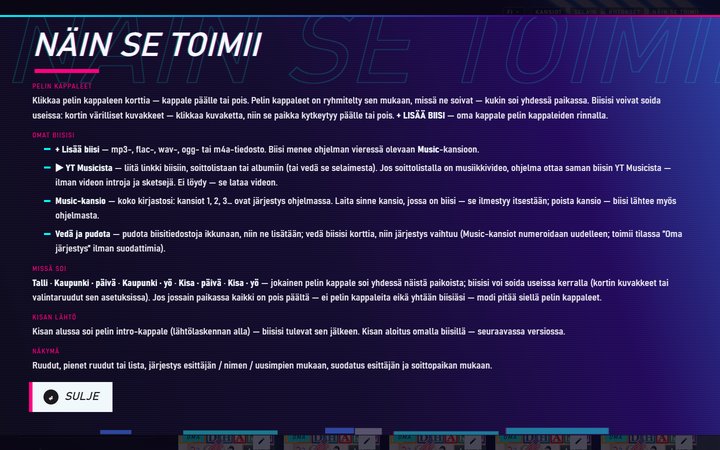 NÄIN SE TOIMII
PELIN KAPPALEET
Klikkaa pelin kappaleen korttia — kappale päälle tai pois. Pelin kappaleet on ryhmitelty sen mukaan, missä ne soivat — kukin soi yhdessä paikassa. Biisisi voivat soida
useissa: kortin värilliset kuvakkeet — klikkaa kuvaketta, niin se paikka kytkeytyy päälle tai pois. + LISÄÄ BIISI — oma kappale pelin kappaleiden rinnalla.
OMAT BIISISI
+ Lisää biisi — mp3-, flac-, wav-, ogg- tai m4a-tiedosto. Biisi menee ohjelman vieressä olevaan Music-kansioon.
▶ YT Musicista — liitä linkki biisiin, soittolistaan tai albumiin (tai vedä se selaimesta). Jos soittolistalla on musiikkivideo, ohjelma ottaa saman biisin YT Musicista —
ilman videon introja ja sketsejä. Ei löydy — se lataa videon.
Music-kansio — koko kirjastosi: kansiot 1, 2, 3… ovat järjestys ohjelmassa. Laita sinne kansio, jossa on biisi — se ilmestyy itsestään; poista kansio — biisi lähtee myös
ohjelmasta.
Vedä ja pudota — pudota biisitiedostoja ikkunaan, niin ne lisätään; vedä biisisi korttia, niin järjestys vaihtuu (Music-kansiot numeroidaan uudelleen; toimii tilassa "Oma
järjestys" ilman suodattimia).
MISSÄ SOI
Talli · Kaupunki · päivä · Kaupunki · yö · Kisa · päivä · Kisa · yö — jokainen pelin kappale soi yhdessä näistä paikoista; biisisi voi soida useissa kerralla (kortin kuvakkeet tai
valintaruudut sen asetuksissa). Jos jossain paikassa kaikki on pois päältä — ei pelin kappaleita eikä yhtään biisiäsi — modi pitää siellä pelin kappaleet.
KISAN LÄHTÖ
Kisan alussa soi pelin intro-kappale (lähtölaskennan alla) — biisisi tulevat sen jälkeen. Kisan aloitus omalla biisillä — seuraavassa versiossa.
NÄKYMÄ
Ruudut, pienet ruudut tai lista, järjestys esittäjän / nimen / uusimpien mukaan, suodatus esittäjän ja soittopaikan mukaan.
SULJE